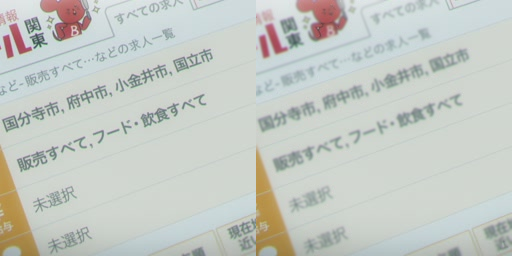 情報
関東
すべての求人
など - 販売すべて…などの求人一覧
国分寺市, 府中市, 小金井市, 国立市
販売すべて,フード・飲食すべて
未選択
未選択
情報
関東
すべての求人
など - 販売すべて…などの求人一覧
国分寺市, 府中市, 小金井市, 国立市
販売すべて,フード・飲食すべて
未選択
未選択